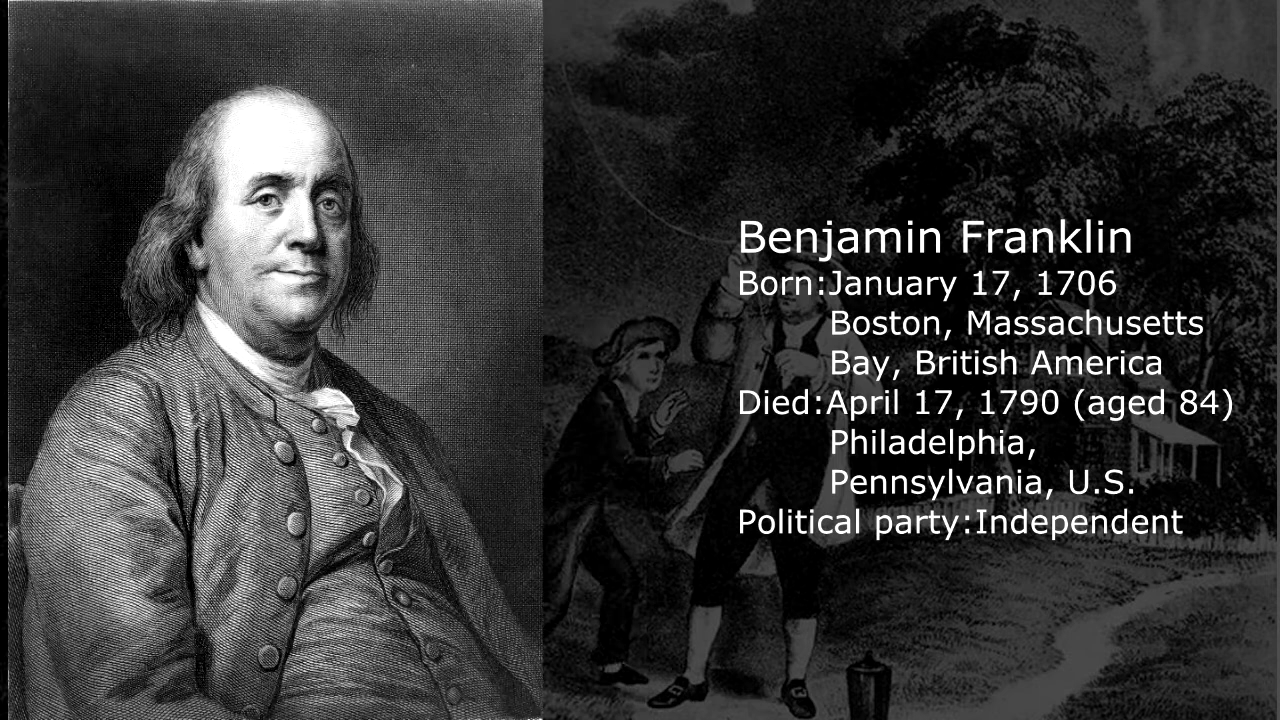 Benjamin Franklin
Born:January 17, 1706
Boston, Massachusetts
Bay, British America
Died:April 17, 1790 (aged 84)
Philadelphia,
Pennsylvania, U.S.
Political party:Independent